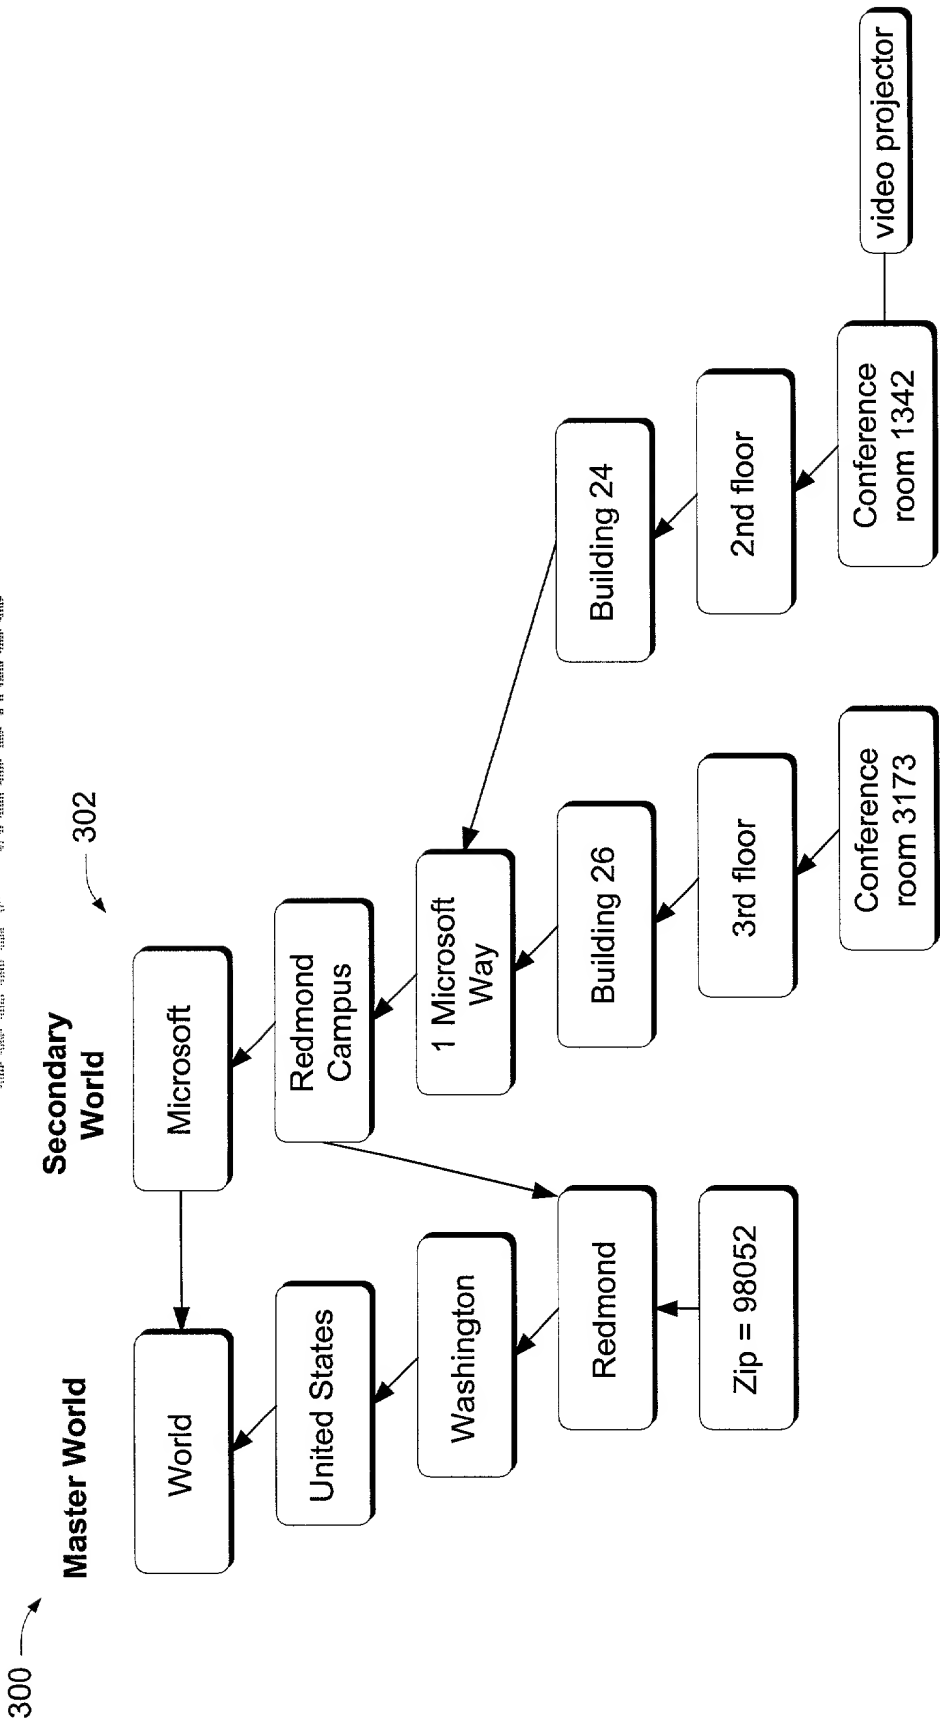 300
Master World
Secondary
World
302
World
Microsoft
United States
Redmond
Campus
Washington
1 Microsoft
Way
Redmond
Building 26
Building 24
Zip = 98052
3rd floor
2nd floor
Conference
room 3173
Conference
room 1342
video projector